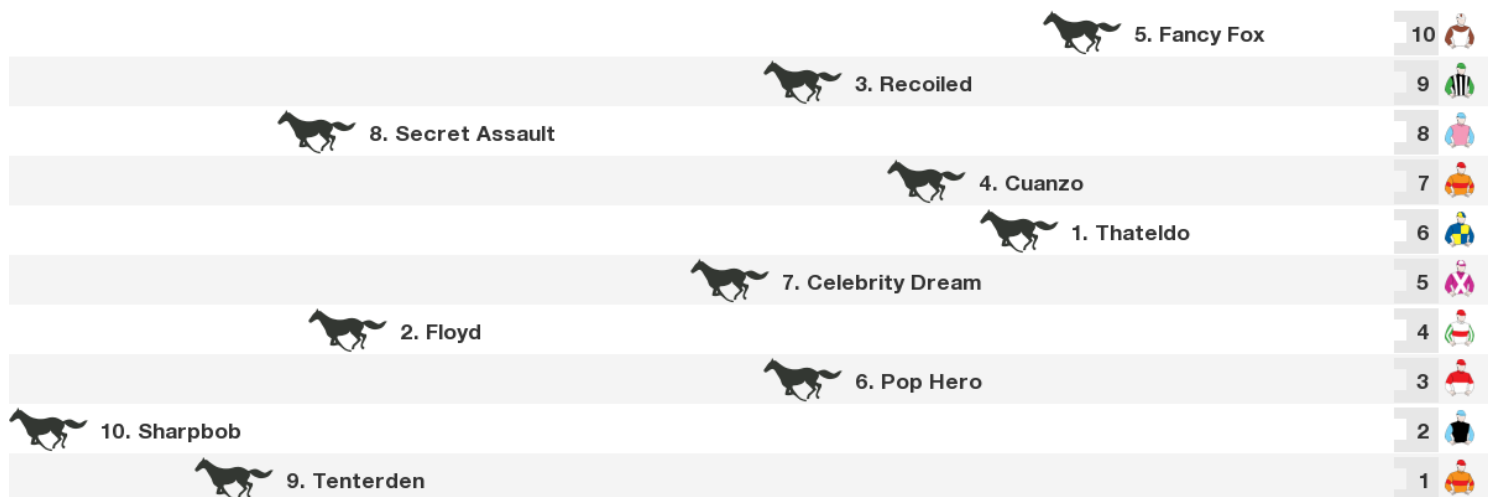 5. Fancy Fox 10
3. Recoiled 9
8. Secret Assault 8
4. Cuanzo 7
1. Thateldo 6
7. Celebrity Dream 5
2. Floyd 4
6. Pop Hero 3
10. Sharpbob 2
9. Tenterden 1